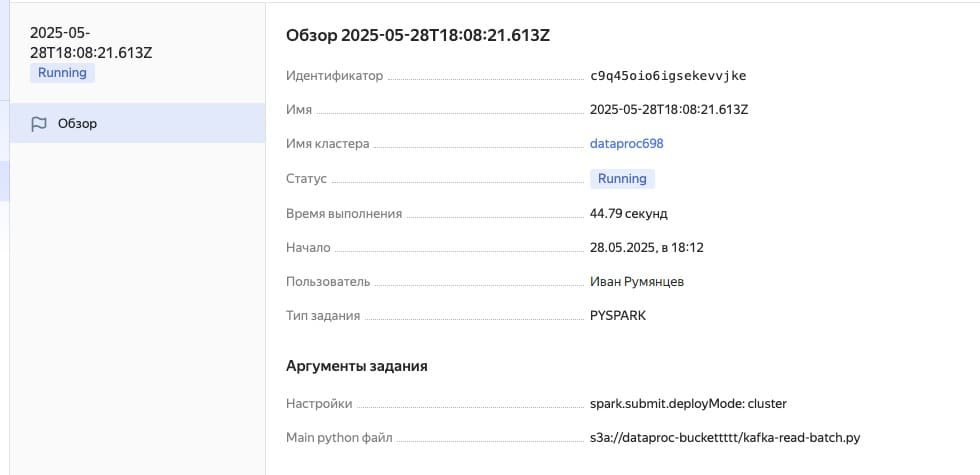 2025-05-
28T18:08:21.613Z
Running
Обзор
Обзор 2025-05-28T18:08:21.613Z
Идентификатор c9q45oio6igsekevvjke
Имя 2025-05-28T18:08:21.613Z
Имя кластера dataproc698
Статус Running
Время выполнения 44.79 секунд
Начало 28.05.2025, в 18:12
Пользователь Иван Румянцев
Тип задания PYSPARK
Аргументы задания
Настройки spark.submit.deployMode: cluster
Main python файл s3a://dataproc-buckettttt/kafka-read-batch.py